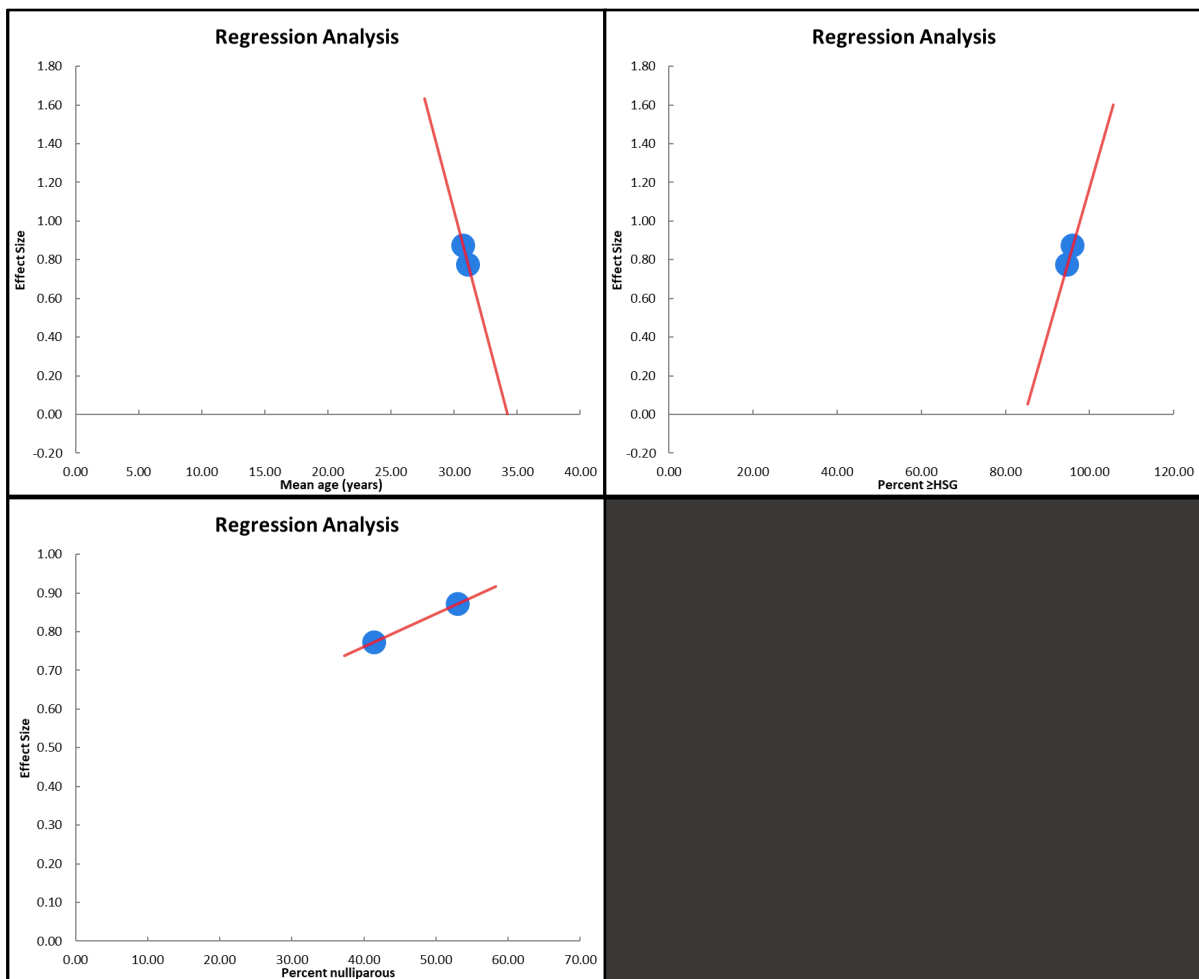 Regression Analysis
1.80
1.60
1.40
1.20
1.00
0.80
0.60
0.40
0.20
0.00
-0.20
Effect Size
0.00 5.00 10.00 15.00 20.00 25.00 30.00 35.00 40.00
Mean age (years)
Regression Analysis
1.80
1.60
1.40
1.20
1.00
0.80
0.60
0.40
0.20
0.00
-0.20
Effect Size
0.00 20.00 40.00 60.00 80.00 100.00 120.00
Percent ≥HSG
Regression Analysis
1.00
0.90
0.80
0.70
0.60
0.50
0.40
0.30
0.20
0.10
0.00
Effect Size
0.00 10.00 20.00 30.00 40.00 50.00 60.00 70.00
Percent nulliparous